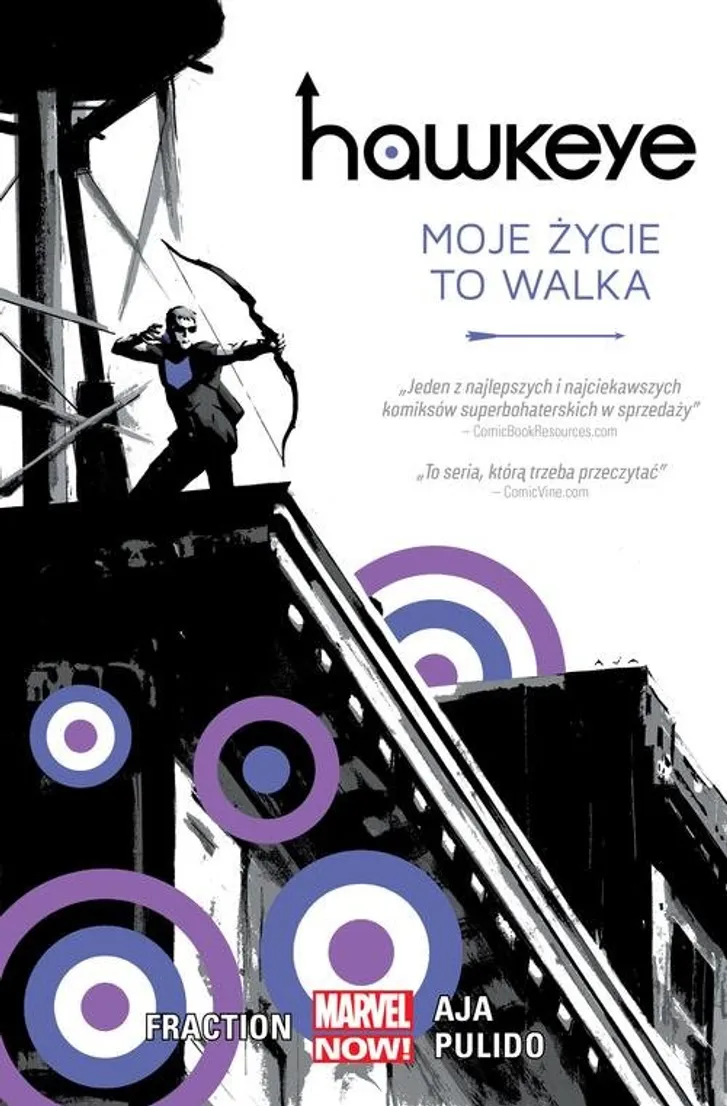 hawkeye
MOJE ŻYCIE
TO WALKA
„Jeden z najlepszych i najciekawszych
komiksów superbohaterskich w sprzedaży”
– ComicBookResources.com
„To seria, którą trzeba przeczytać”
– ComicVine.com
AJA
FRACTION
MARVEL
NOW!
AJA
PULIDO